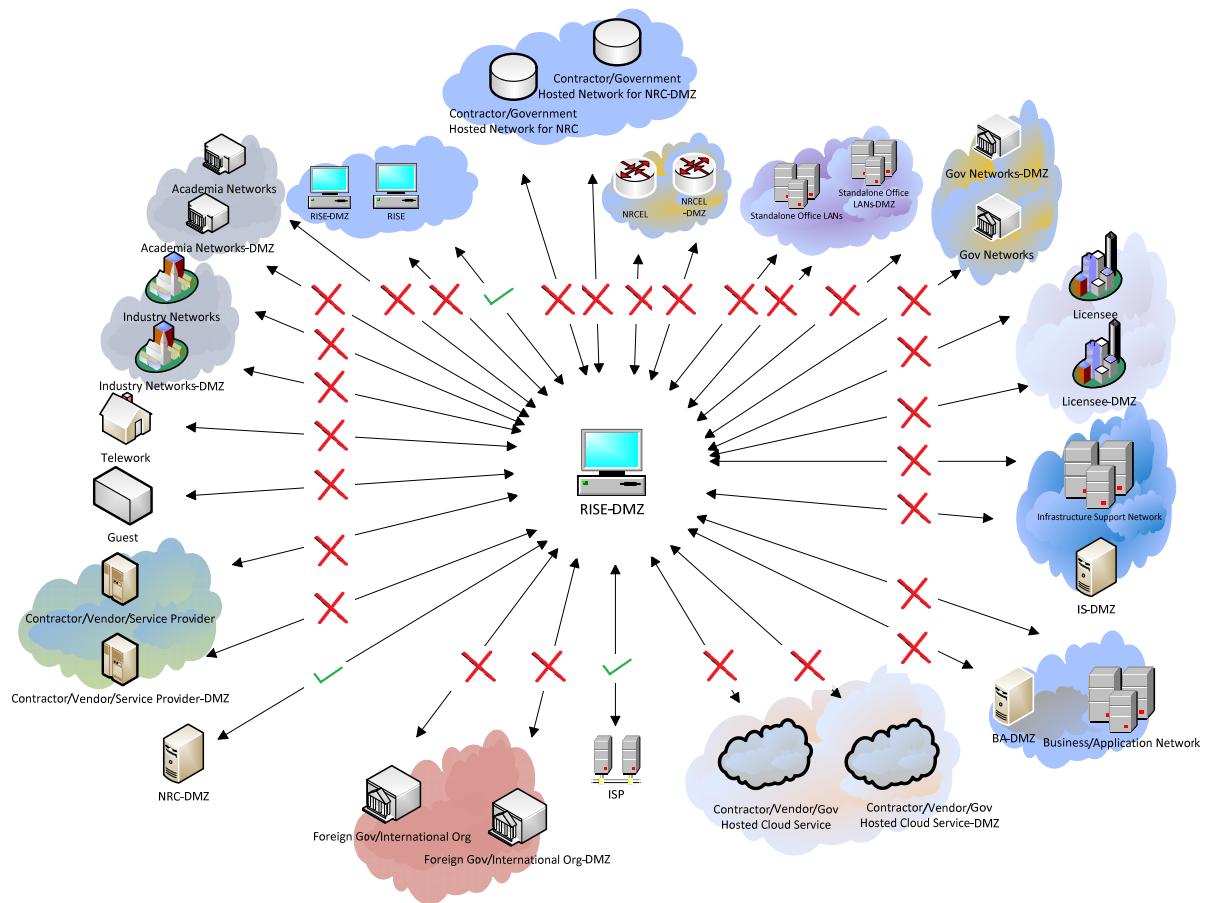 Contractor/Government
Hosted Network for NRC-DMZ
Contractor/Government
Hosted Network for NRC
Academia Networks
Academia Networks-DMZ
RISE-DMZ
RISE
NRCEL
NRCEL
-DMZ
Standalone Office LANs
Standalone Office
LANs-DMZ
Gov Networks-DMZ
Gov Networks
Industry Networks
Industry Networks-DMZ
Licensee
Licensee-DMZ
Telework
Guest
RISE-DMZ
Infrastructure Support Network
IS-DMZ
Contractor/Vendor/Service Provider
Contractor/Vendor/Service Provider-DMZ
NRC-DMZ
BA-DMZ
Business/Application Network
ISP
Foreign Gov/International Org
Foreign Gov/International Org-DMZ
Contractor/Vendor/Gov
Hosted Cloud Service
Contractor/Vendor/Gov
Hosted Cloud Service-DMZ